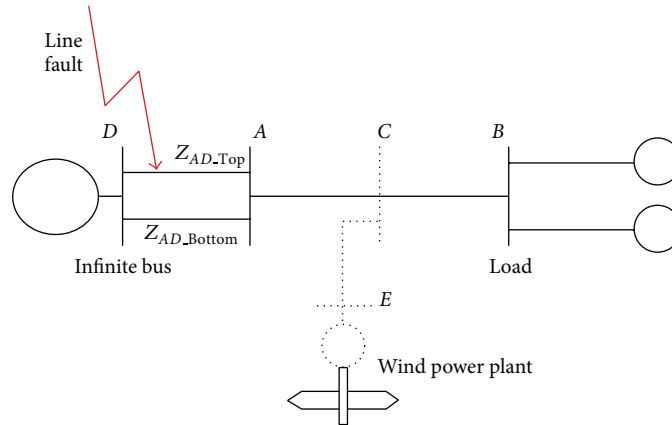 Line
fault
D
A
C
B
Z_AD_Top
Z_AD_Bottom
Infinite bus
Load
E
Wind power plant